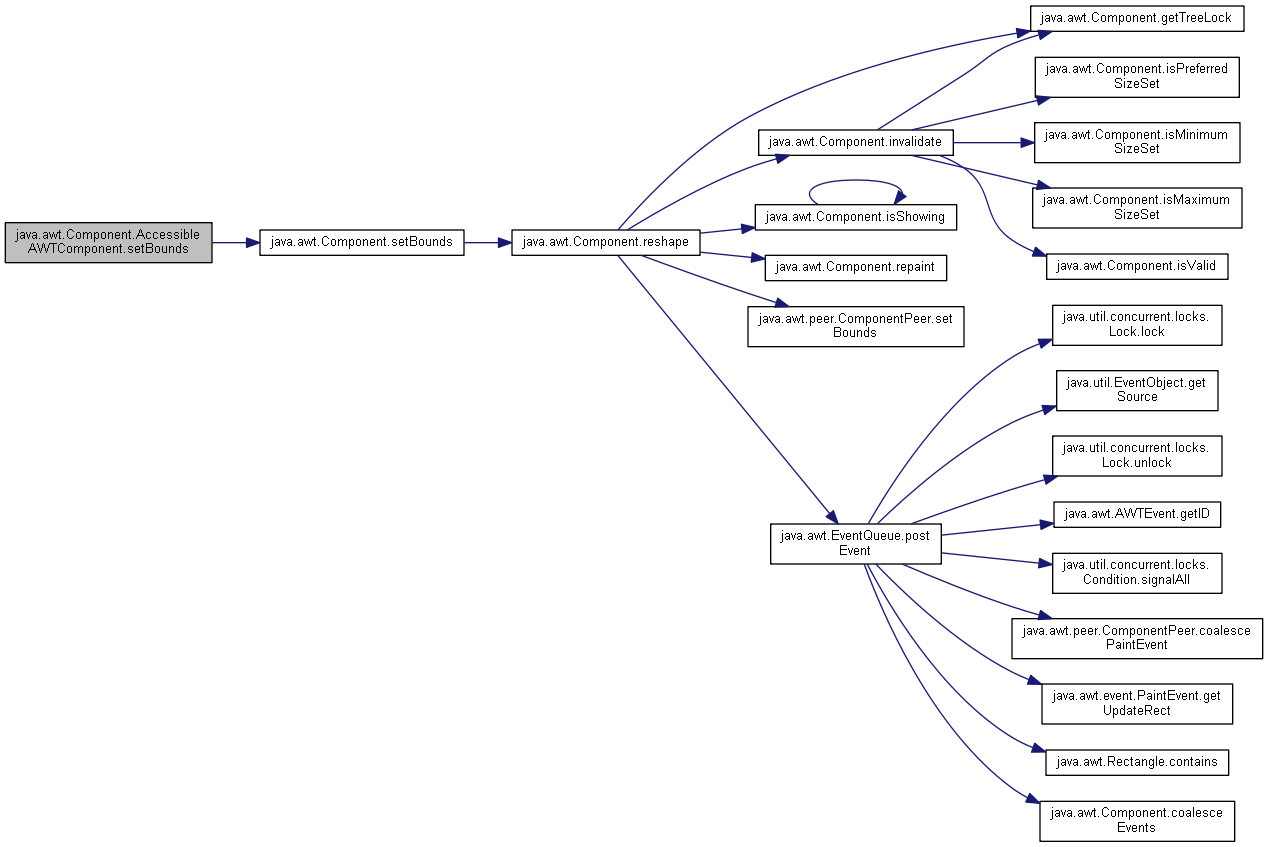 java.awt.Component.getTreeLock
java.awt.Component.isPreferred
SizeSet
java.awt.Component.invalidate
java.awt.Component.isMinimum
SizeSet
java.awt.Component.isMaximum
SizeSet
java.awt.Component.isShowing
java.awt.Component.Accessible
AWTComponent.setBounds
java.awt.Component.setBounds
java.awt.Component.reshape
java.awt.Component.repaint
java.awt.Component.isValid
java.awt.peer.ComponentPeer.set
Bounds
java.util.concurrent.locks.
Lock.lock
java.util.EventObject.get
Source
java.util.concurrent.locks.
Lock.unlock
java.awt.AWTEvent.getID
java.awt.EventQueue.post
Event
java.util.concurrent.locks.
Condition.signalAll
java.awt.peer.ComponentPeer.coalesce
PaintEvent
java.awt.event.PaintEvent.get
UpdateRect
java.awt.Rectangle.contains
java.awt.Component.coalesce
Events